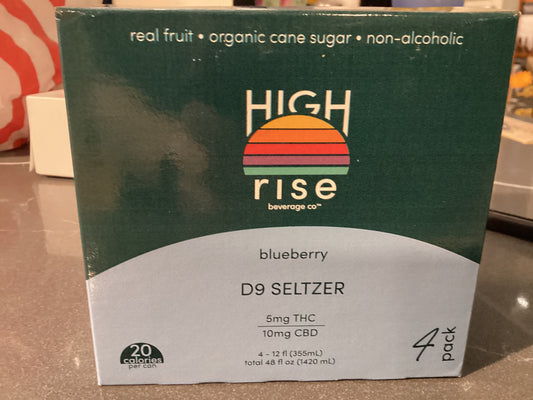 real fruit • organic cane sugar • non-alcoholic
HIGH
rise
beverage co™
blueberry
D9 SELTZER
5mg THC
10mg CBD
4 - 12 fl (355mL)
total 48 fl oz (1420 mL)
20
calories
per can
4
pack